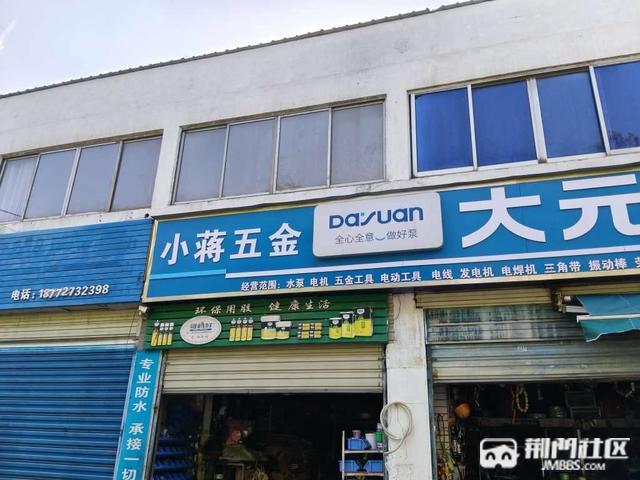 小蒋五金
DaYuan
全心全意 做好泵
大元
经营范围：水泵 电机 五金工具 电动工具 电线 发电机 电焊机 三角带 振动棒
电话：18772732398
环保用胶 健康生活
专业防水 承接一切
荆门社区
JMBBS.COM